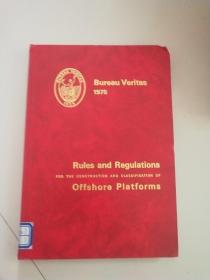 Bureau Veritas
1975
Rules and Regulations
FOR THE CONSTRUCTION AND CLASSIFICATION OF
Offshore Platforms